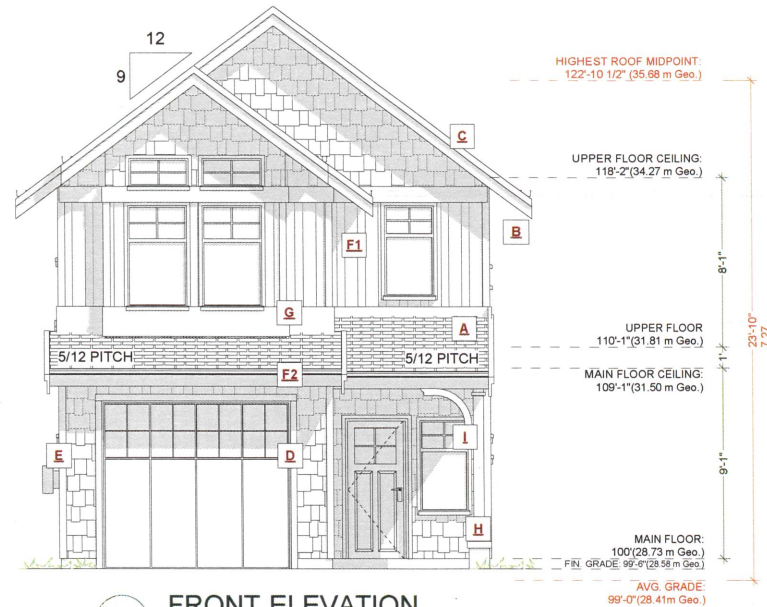 12
9
HIGHEST ROOF MIDPOINT:
122'-10 1/2" (35.68 m Geo.)
C
UPPER FLOOR CEILING:
118'-2"(34.27 m Geo.)
B
F1
8'-1"
G
A
UPPER FLOOR
110'-1"(31.81 m Geo.)
23'-10"
7.27
5/12 PITCH
5/12 PITCH
1'
F2
MAIN FLOOR CEILING:
109'-1"(31.50 m Geo.)
I
E
D
9'-1"
H
MAIN FLOOR:
100'(28.73 m Geo.)
FIN. GRADE: 99'-6"(28.58 m Geo.)
AVG. GRADE:
99'-0"(28.41m Geo.)
FRONT ELEVATION